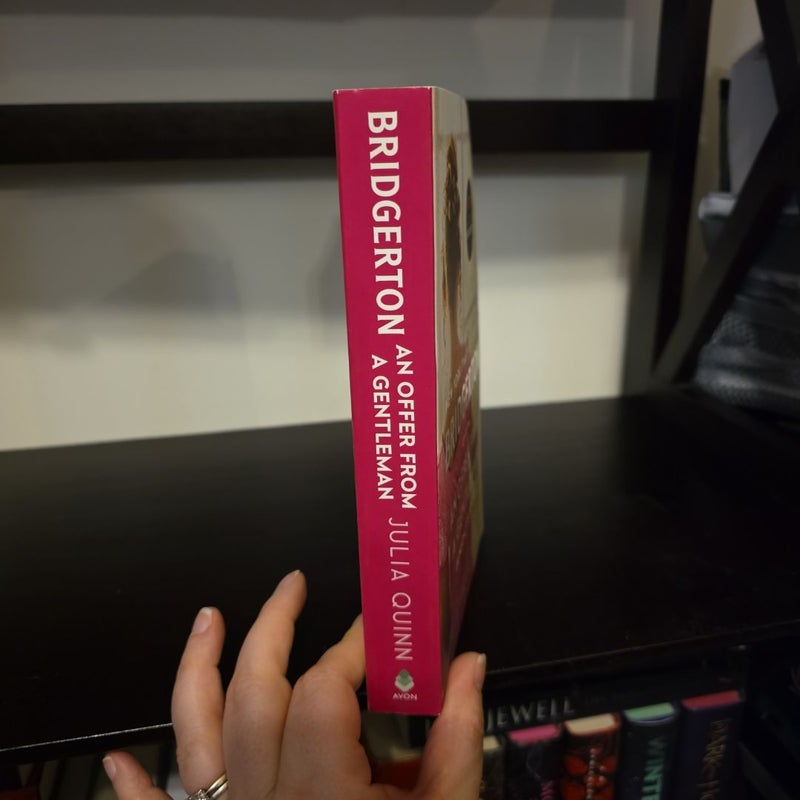 BRIDGERTON
AN OFFER FROM
A GENTLEMAN
JULIA QUINN
AVON
JEWELL